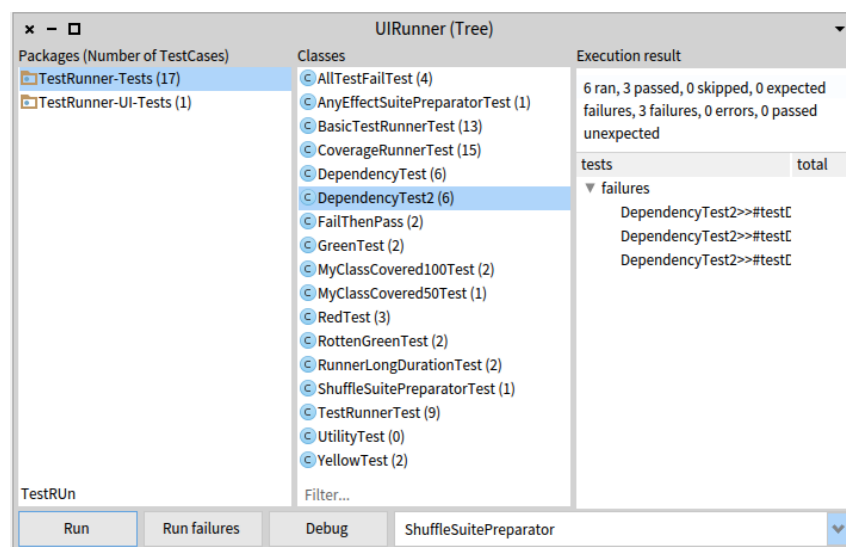 UIRunner (Tree)
Packages (Number of TestCases)
TestRunner-Tests (17)
TestRunner-UI-Tests (1)
TestRUn
Classes
AllTestFailTest (4)
AnyEffectSuitePreparatorTest (1)
BasicTestRunnerTest (13)
CoverageRunnerTest (15)
DependencyTest (6)
DependencyTest2 (6)
FailThenPass (2)
GreenTest (2)
MyClassCovered100Test (2)
MyClassCovered50Test (1)
RedTest (3)
RottenGreenTest (2)
RunnerLongDurationTest (2)
ShuffleSuitePreparatorTest (1)
TestRunnerTest (9)
UtilityTest (0)
YellowTest (2)
Filter...
Execution result
6 ran, 3 passed, 0 skipped, 0 expected
failures, 3 failures, 0 errors, 0 passed
unexpected
tests total
failures
DependencyTest2>>#test
DependencyTest2>>#test
DependencyTest2>>#test
Run Run failures Debug ShuffleSuitePreparator